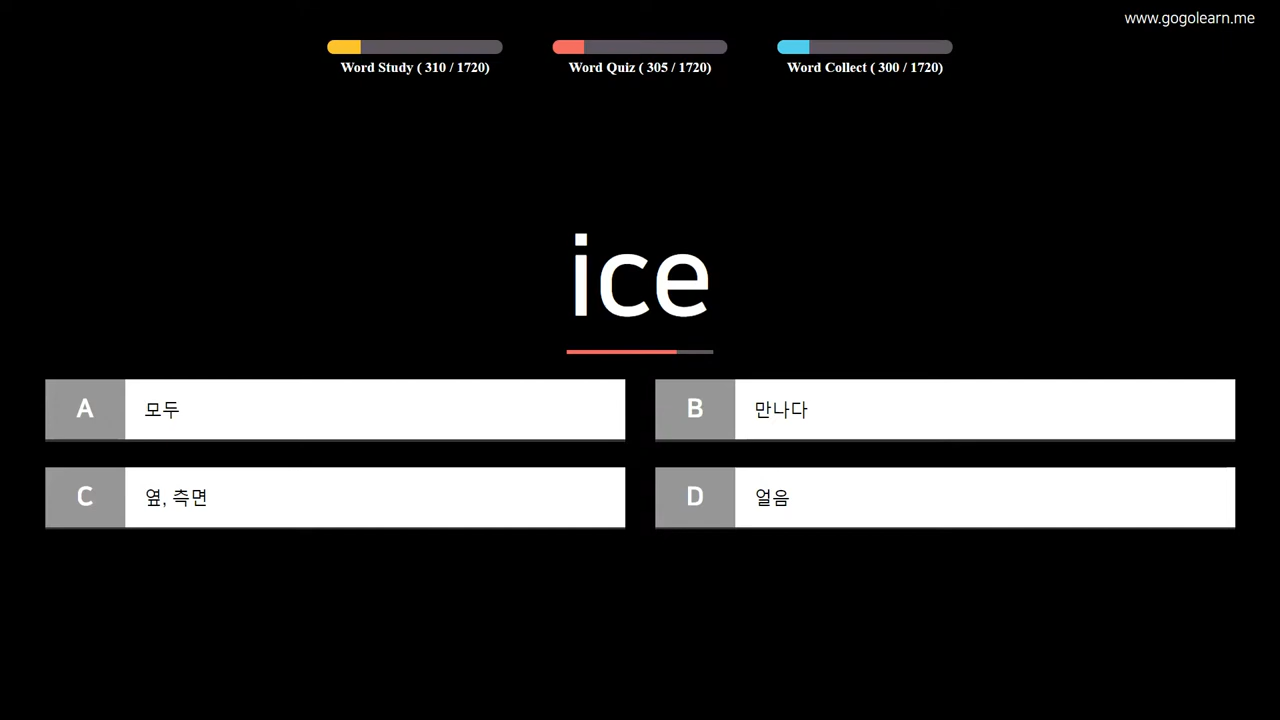 www.gogolearn.me
Word Study ( 310 / 1720)
Word Quiz ( 305 / 1720)
Word Collect ( 300 / 1720)
ice
A 모두
B 만나다
C 옆, 측면
D 얼음